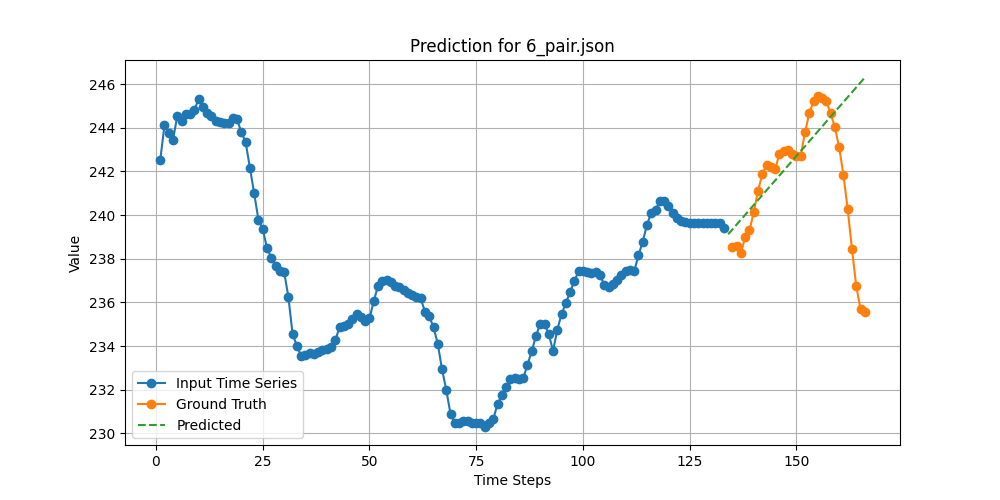 Prediction for 6_pair.json
Value
246
244
242
240
238
236
234
232
230
Input Time Series
Ground Truth
Predicted
0 25 50 75 100 125 150
Time Steps